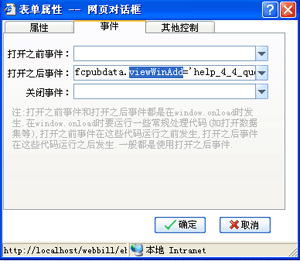 表单属性 -- 网页对话框
属性 事件 其他控制
打开之前事件:
打开之后事件: fcpubdata.viewWinAdd='help_4_4_que
关闭事件:
注:打开之前事件和打开之后事件都是在window.onload时发
生.在window.onload时要运行一些常规处理代码(如打开数据
集等),打开之前事件在这些代码运行之前发生,打开之后事件
在这些代码运行之后发生.一般都是使用打开之后事件.
确定 取消
http://localhost/webbill/el 本地 Intranet